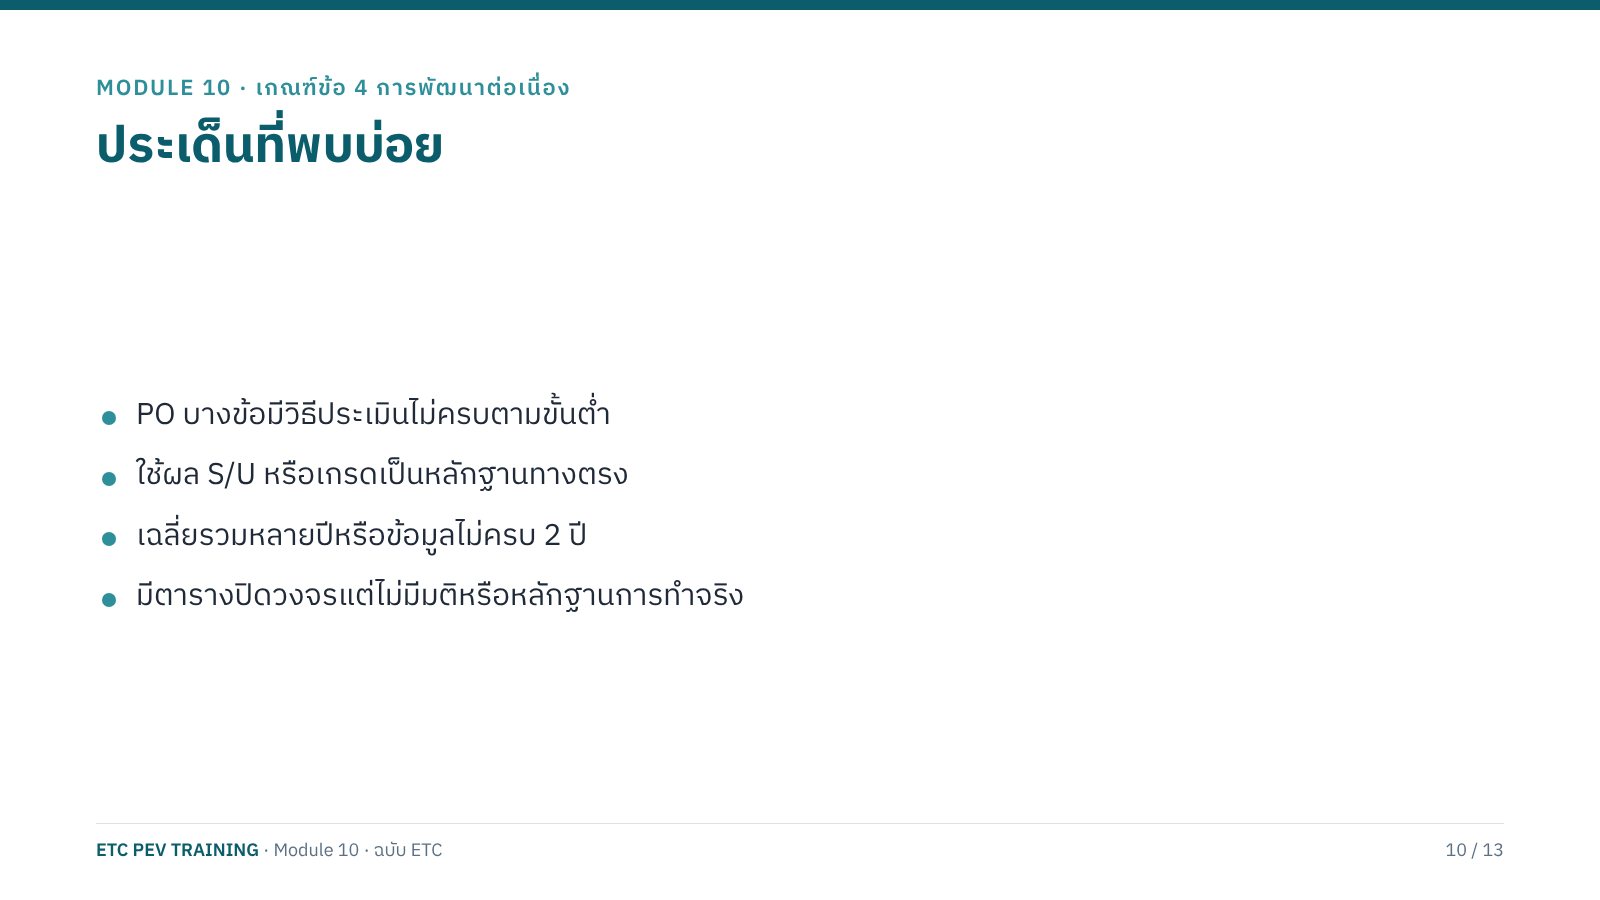 MODULE 10 · เกณฑ์ข้อ 4 การพัฒนาต่อเนื่อง
ประเด็นที่พบบ่อย
PO บางข้อมีวิธีประเมินไม่ครบตามขั้นต่ำ
ใช้ผล S/U หรือเกรดเป็นหลักฐานทางตรง
เฉลี่ยรวมหลายปีหรือข้อมูลไม่ครบ 2 ปี
มีตารางปิดวงจรแต่ไม่มีมติหรือหลักฐานการทำจริง
ETC PEV TRAINING · Module 10 · ฉบับ ETC
10 / 13